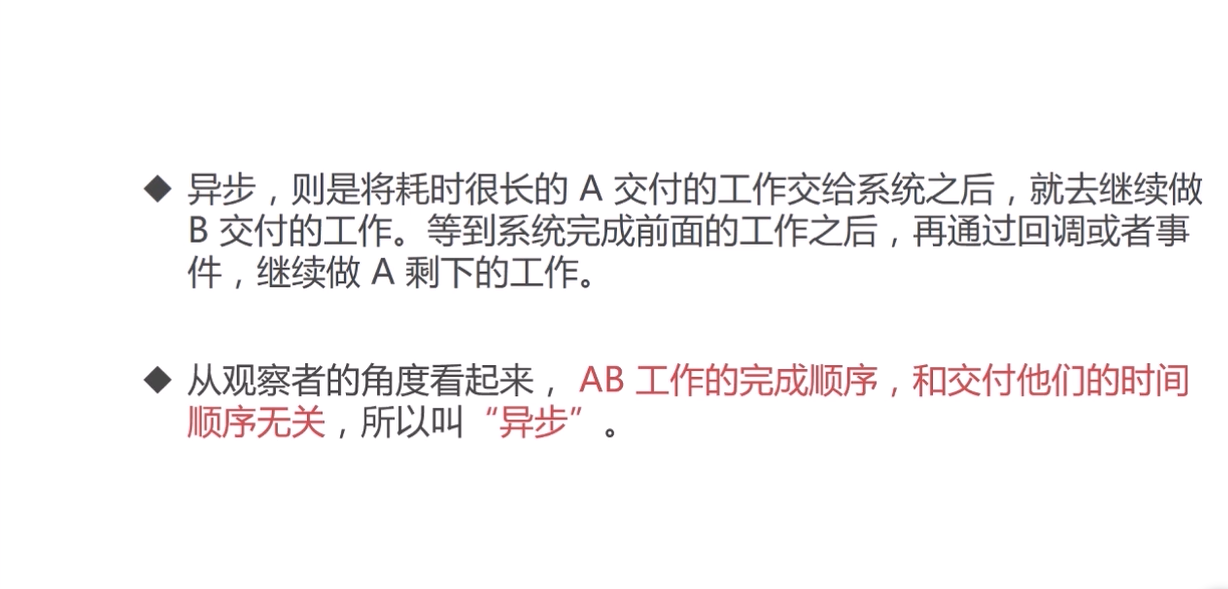 ◆ 异步，则是将耗时很长的 A 交付的工作交给系统之后，就去继续做
B 交付的工作。等到系统完成前面的工作之后，再通过回调或者事
件，继续做 A 剩下的工作。
◆ 从观察者的角度看起来， AB 工作的完成顺序，和交付他们的时间
顺序无关，所以叫“异步”。